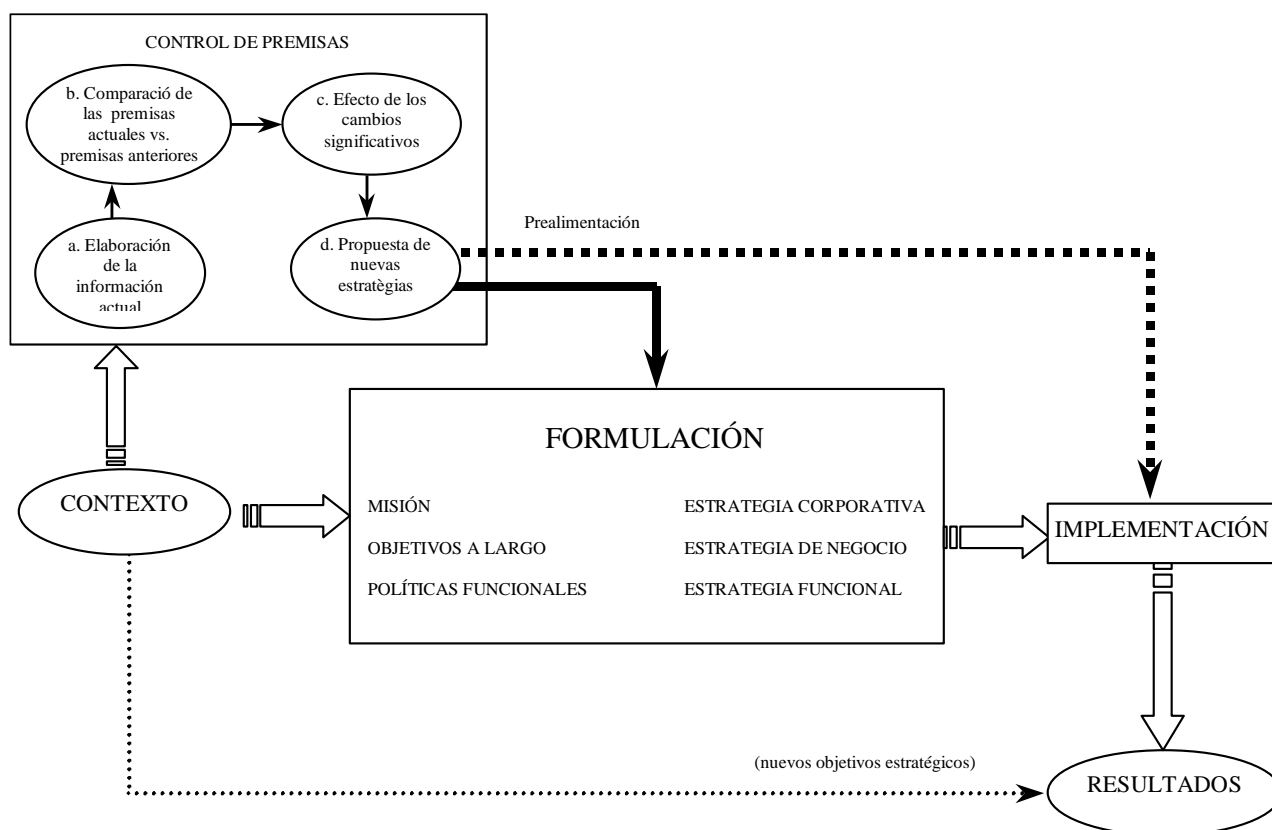 CONTROL DE PREMISAS
b. Comparació de
las premisas
actuales vs.
premisas anteriores
c. Efecto de los
cambios
significativos
a. Elaboración
de la
información
actual
d. Propuesta de
nuevas
estratègias
Prealimentación
FORMULACIÓN
CONTEXTO
MISIÓN
ESTRATEGIA CORPORATIVA
OBJETIVOS A LARGO
ESTRATEGIA DE NEGOCIO
POLÍTICAS FUNCIONALES
ESTRATEGIA FUNCIONAL
IMPLEMENTACIÓN
(nuevos objetivos estratégicos)
RESULTADOS